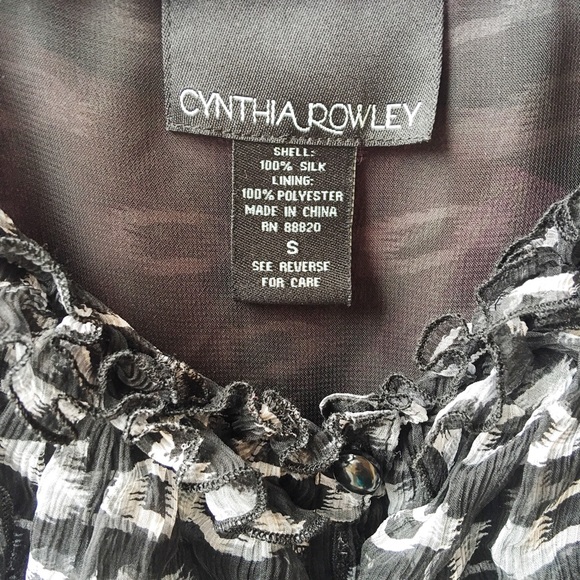 CYNTHIA ROWLEY
SHELL:
100% SILK
LINING:
100% POLYESTER
MADE IN CHINA
RN 88820
S
SEE REVERSE
FOR CARE